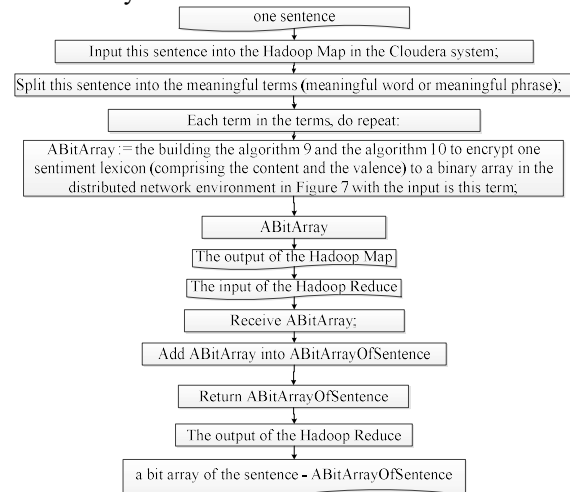 one sentence
Input this sentence into the Hadoop Map in the Cloudera system;
Split this sentence into the meaningful terms (meaningful word or meaningful phrase);
Each term in the terms, do repeat:
ABitArray := the building the algorithm 9 and the algorithm 10 to encrypt one
sentiment lexicon (comprising the content and the valence) to a binary array in the
distributed network environment in Figure 7 with the input is this term;
ABitArray
The output of the Hadoop Map
The input of the Hadoop Reduce
Receive ABitArray;
Add ABitArray into ABitArrayOfSentence
Return ABitArrayOfSentence
The output of the Hadoop Reduce
a bit array of the sentence - ABitArrayOfSentence